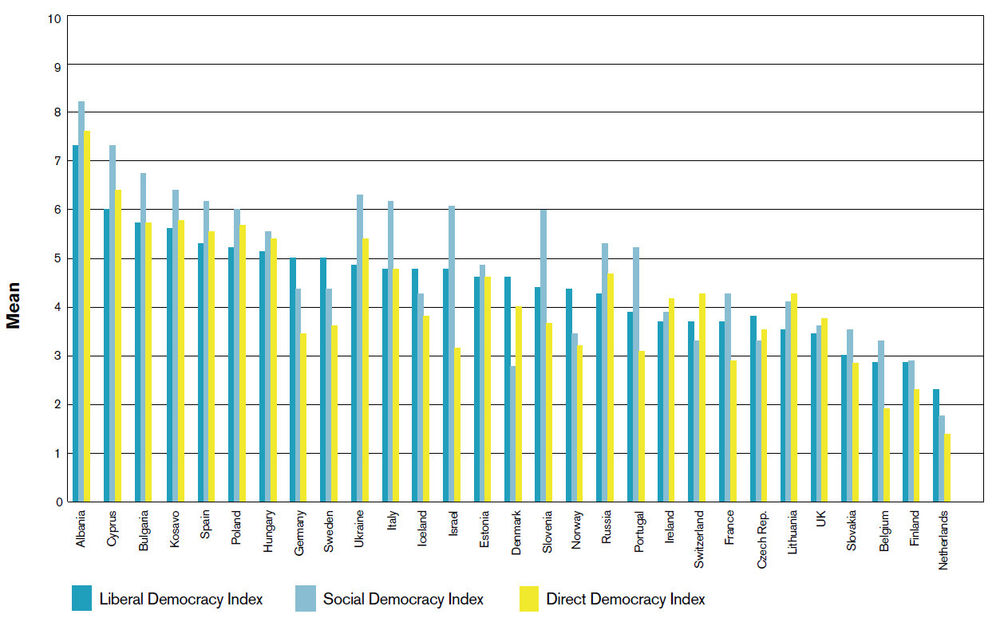 10
9
8
7
6
5
4
3
2
1
0
Mean
Albania
Cyprus
Bulgaria
Kosavo
Spain
Poland
Hungary
Germany
Sweden
Ukraine
Italy
Iceland
Israel
Estonia
Denmark
Slovenia
Norway
Russia
Portugal
Ireland
Switzerland
France
Czech Rep.
Lithuania
UK
Slovakia
Belgium
Finland
Netherlands
Liberal Democracy Index
Social Democracy Index
Direct Democracy Index